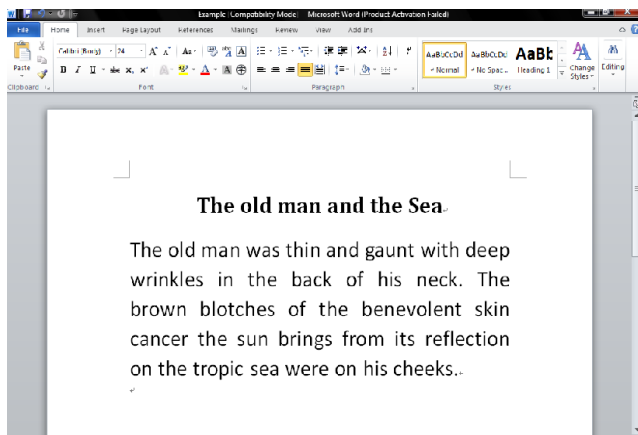 Example [Compatibility Mode] - Microsoft Word (Product Activation Failed)
File Home Insert Page Layout References Mailings Review View Add Ins
Calibri (Body) 24 Aa
AaBbCcDd AaBbCcDd AaBb
Paste B I U abc Normal No Spac... Heading 1 Change Styles Editing
Clipboard Font Paragraph Styles
The old man and the Sea
The old man was thin and gaunt with deep
wrinkles in the back of his neck. The
brown blotches of the benevolent skin
cancer the sun brings from its reflection
on the tropic sea were on his cheeks.